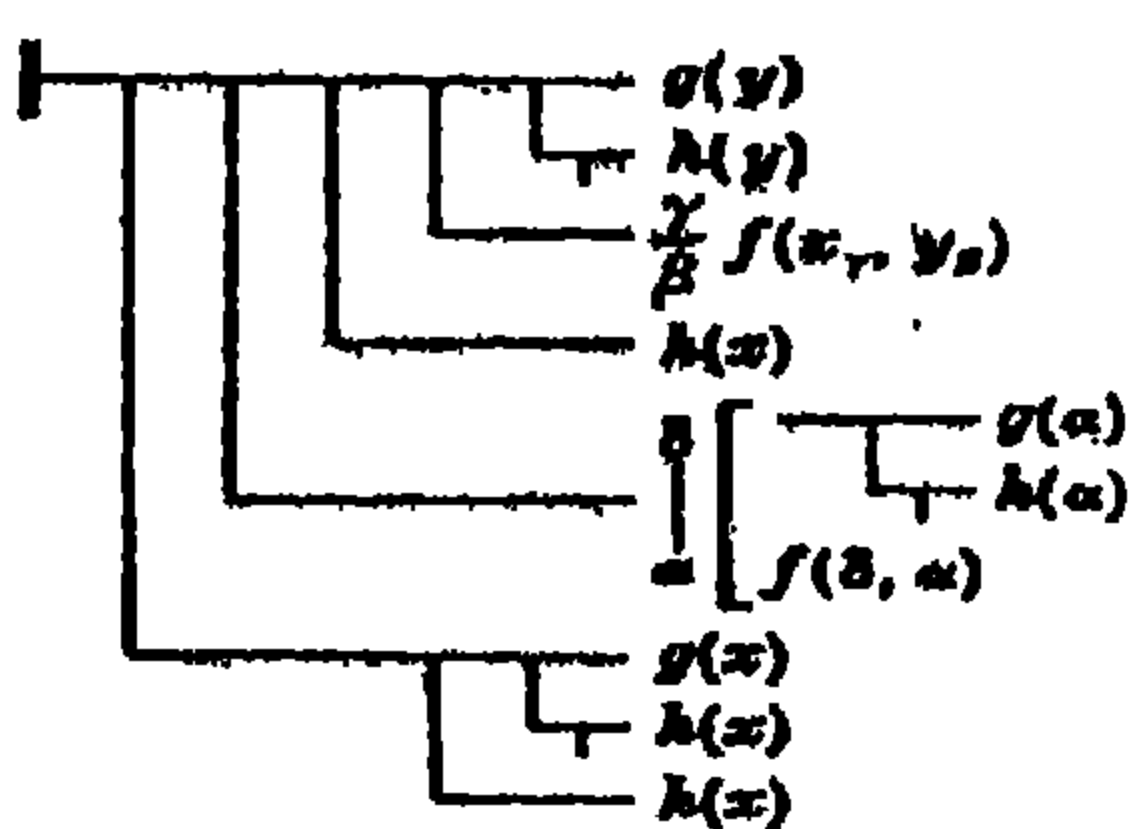 g(y)
h(y)
γ/β f(x_γ, y_β)
h(x)
δ g(α)
h(α)
α f(δ, α)
g(x)
h(x)
h(x)